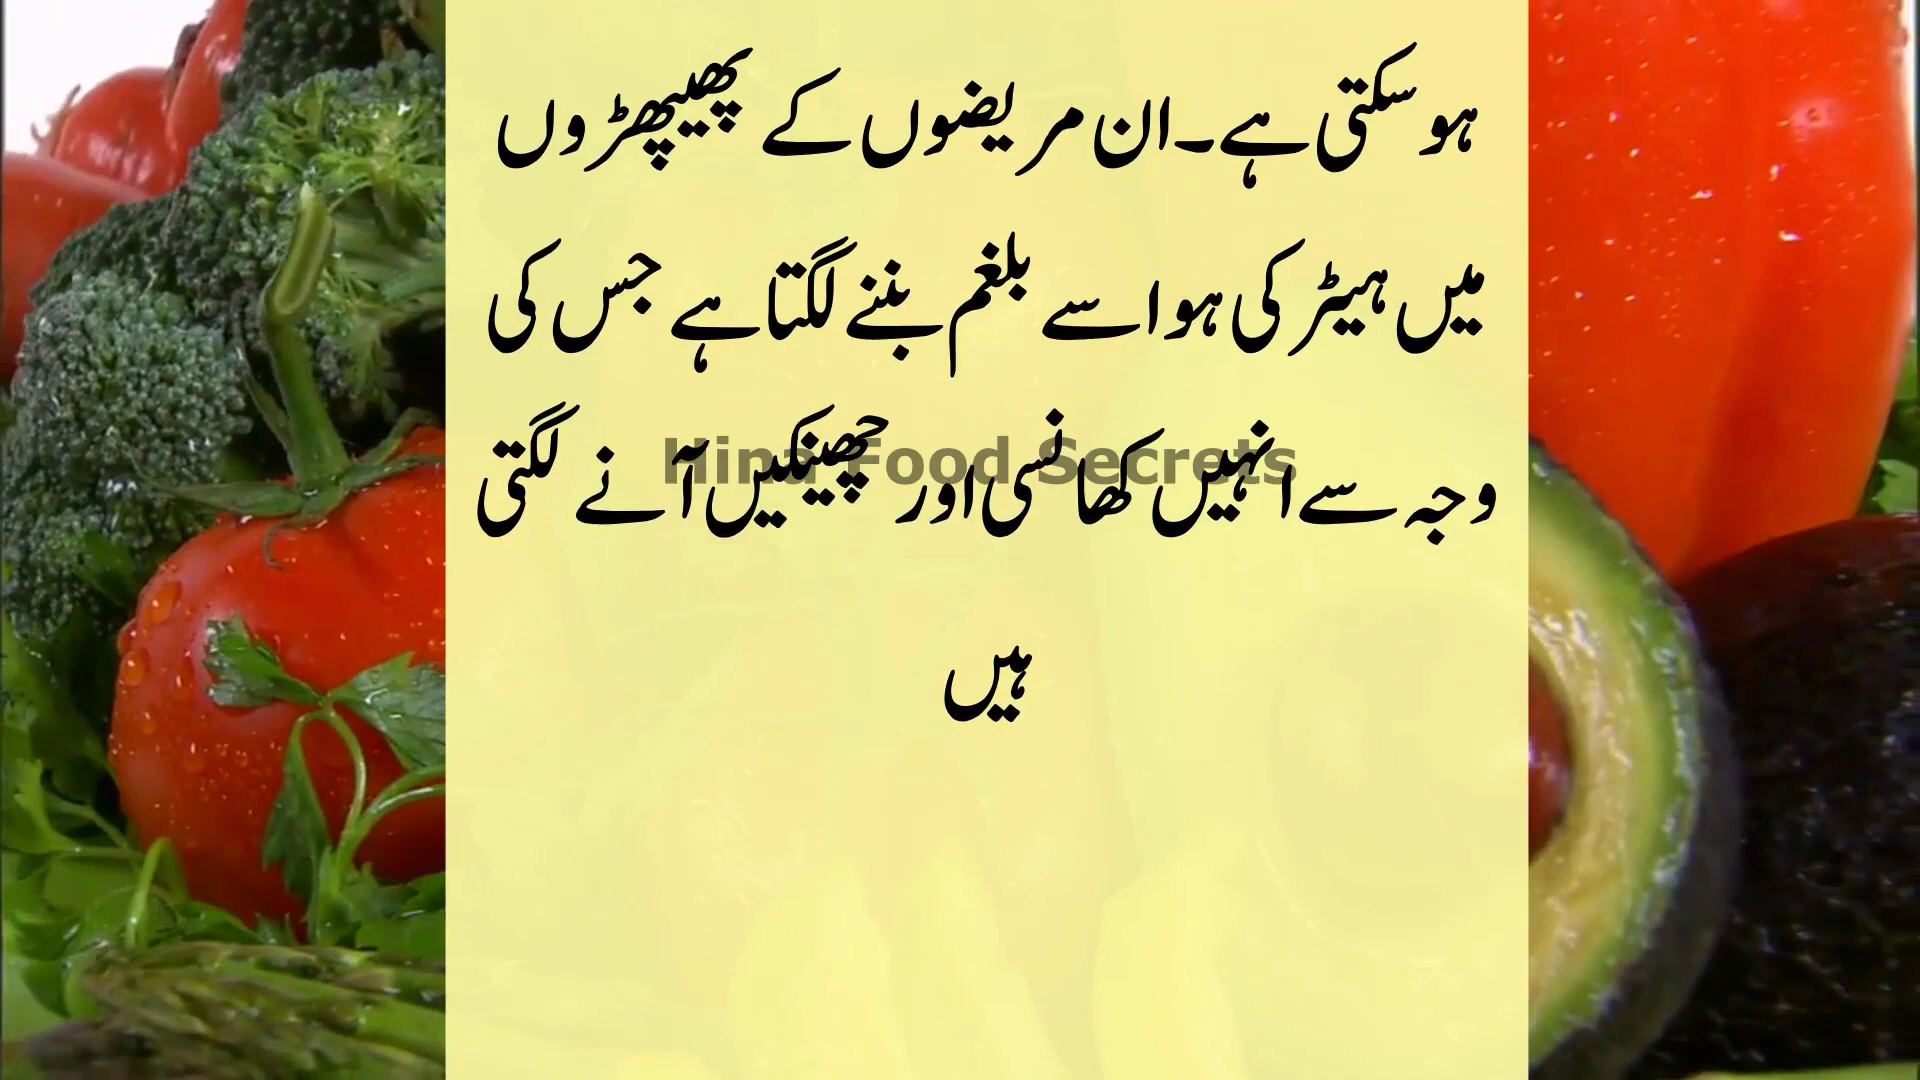 ہو سکتی ہے۔ ان مریضوں کے پھیپھڑوں
میں ہیٹر کی ہوا سے بلغم بننے لگتا ہے جس کی
وجہ سے انہیں کھانسی اور چھینکیں آنے لگتی
Hina Food Secrets
ہیں